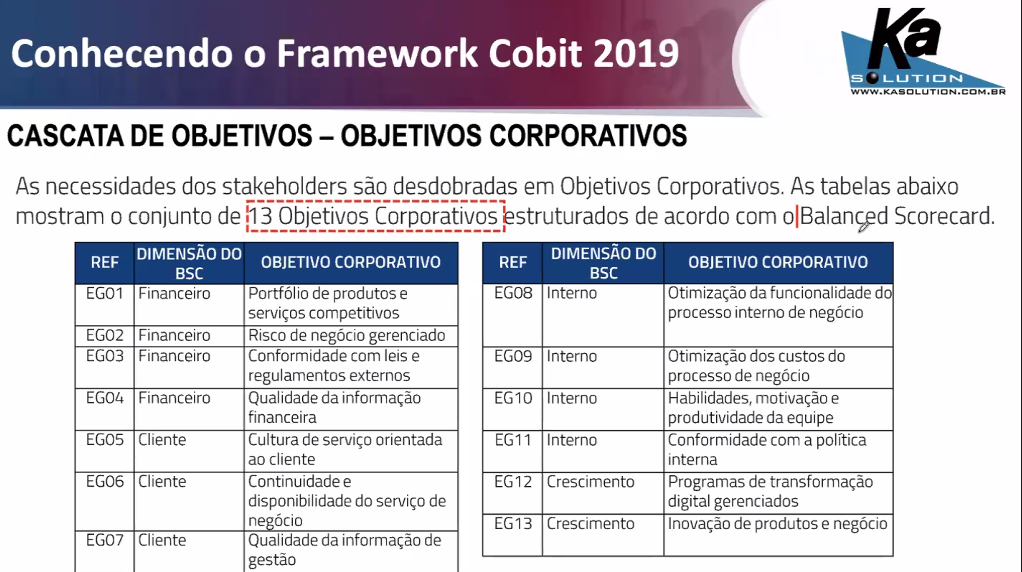 Conhecendo o Framework Cobit 2019
Ka
SOLUTION
WWW.KASOLUTION.COM.BR
CASCATA DE OBJETIVOS – OBJETIVOS CORPORATIVOS
As necessidades dos stakeholders são desdobradas em Objetivos Corporativos. As tabelas abaixo
mostram o conjunto de 13 Objetivos Corporativos estruturados de acordo com o Balanced Scorecard.
REF DIMENSÃO DO BSC OBJETIVO CORPORATIVO
EG01 Financeiro Portfólio de produtos e
serviços competitivos
EG02 Financeiro Risco de negócio gerenciado
EG03 Financeiro Conformidade com leis e
regulamentos externos
EG04 Financeiro Qualidade da informação
financeira
EG05 Cliente Cultura de serviço orientada
ao cliente
EG06 Cliente Continuidade e
disponibilidade do serviço de
negócio
EG07 Cliente Qualidade da informação de
gestão
REF DIMENSÃO DO BSC OBJETIVO CORPORATIVO
EG08 Interno Otimização da funcionalidade do
processo interno de negócio
EG09 Interno Otimização dos custos do
processo de negócio
EG10 Interno Habilidades, motivação e
produtividade da equipe
EG11 Interno Conformidade com a política
interna
EG12 Crescimento Programas de transformação
digital gerenciados
EG13 Crescimento Inovação de produtos e negócio